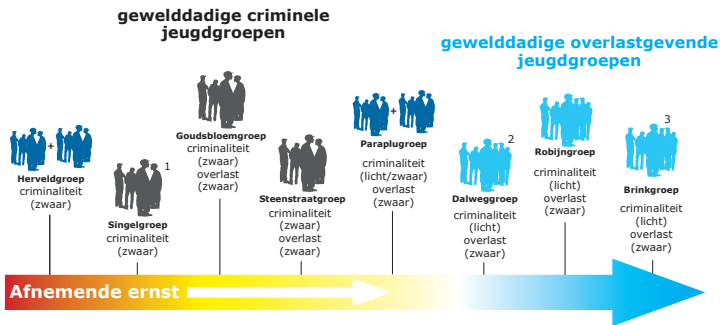 gewelddadige criminele
jeugdgroepen
gewelddadige overlastgevende
jeugdgroepen
+
Herveldgroep
criminaliteit
(zwaar)
1
Singelgroep
criminaliteit
(zwaar)
Goudsbloemgroep
criminaliteit
(zwaar)
overlast
(zwaar)
Steenstraatgroep
criminaliteit
(zwaar)
overlast
(zwaar)
+
Paraplugroep
criminaliteit
(licht/zwaar)
overlast
(zwaar)
2
Dalweggroep
criminaliteit
(licht)
overlast
(zwaar)
Robijngroep
criminaliteit
(licht)
overlast
(zwaar)
3
Brinkgroep
criminaliteit
(licht)
overlast
(zwaar)
Afnemende ernst